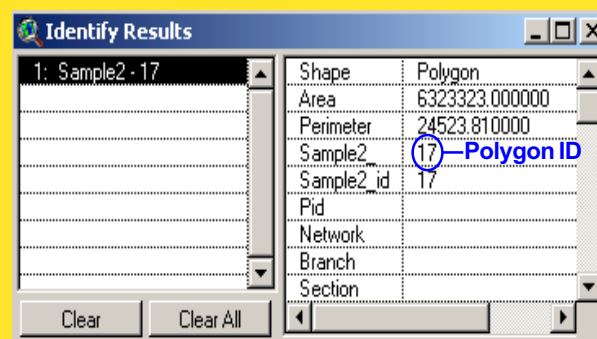 Identify Results
1: Sample2 - 17
Shape Polygon
Area 6323323.000000
Perimeter 24523.810000
Sample2_ 17 Polygon ID
Sample2_id 17
Pid
Network
Branch
Section
Clear Clear All